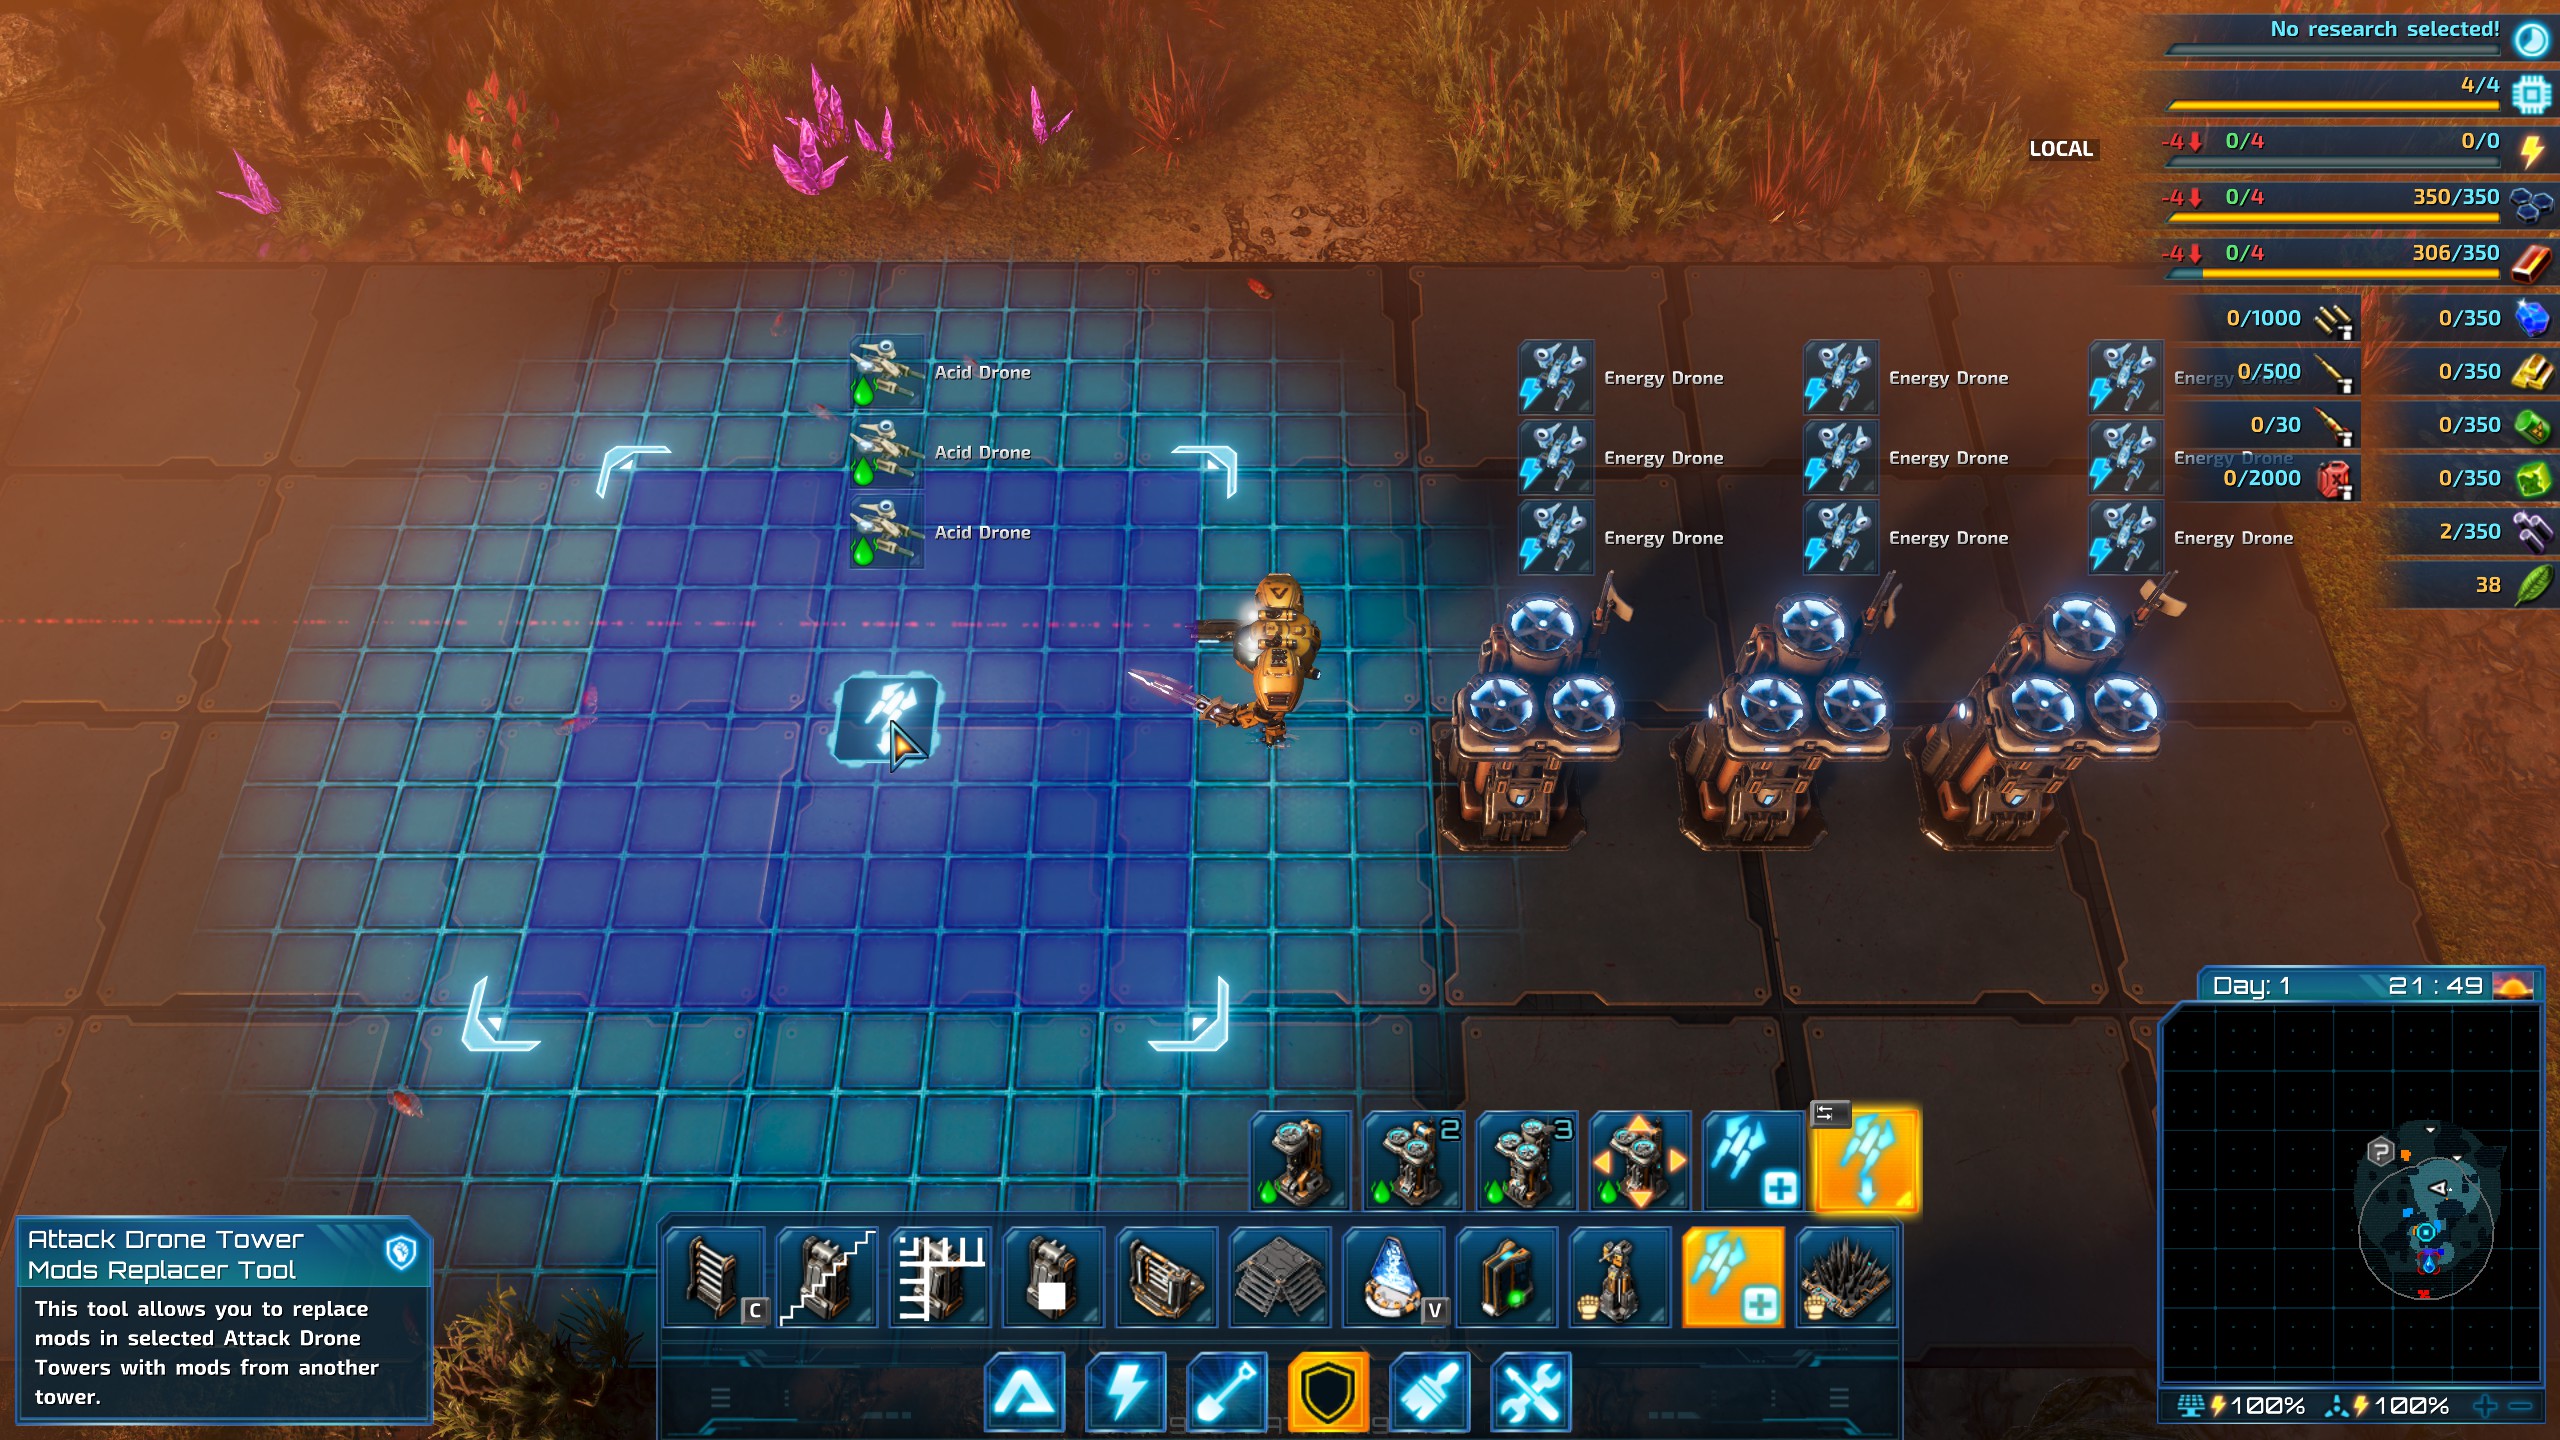 No research selected!
4/4
LOCAL
-4 0/4 0/0
-4 0/4 350/350
-4 0/4 306/350
0/1000 0/350
0/500 0/350
0/30 0/350
0/2000 0/350
2/350
38
Acid Drone
Acid Drone
Acid Drone
Energy Drone Energy Drone Energy Drone
Energy Drone Energy Drone Energy Drone
Energy Drone Energy Drone Energy Drone
Day: 1 21:49
?
2 3
C V
Attack Drone Tower
Mods Replacer Tool
This tool allows you to replace
mods in selected Attack Drone
Towers with mods from another
tower.
100% 100%